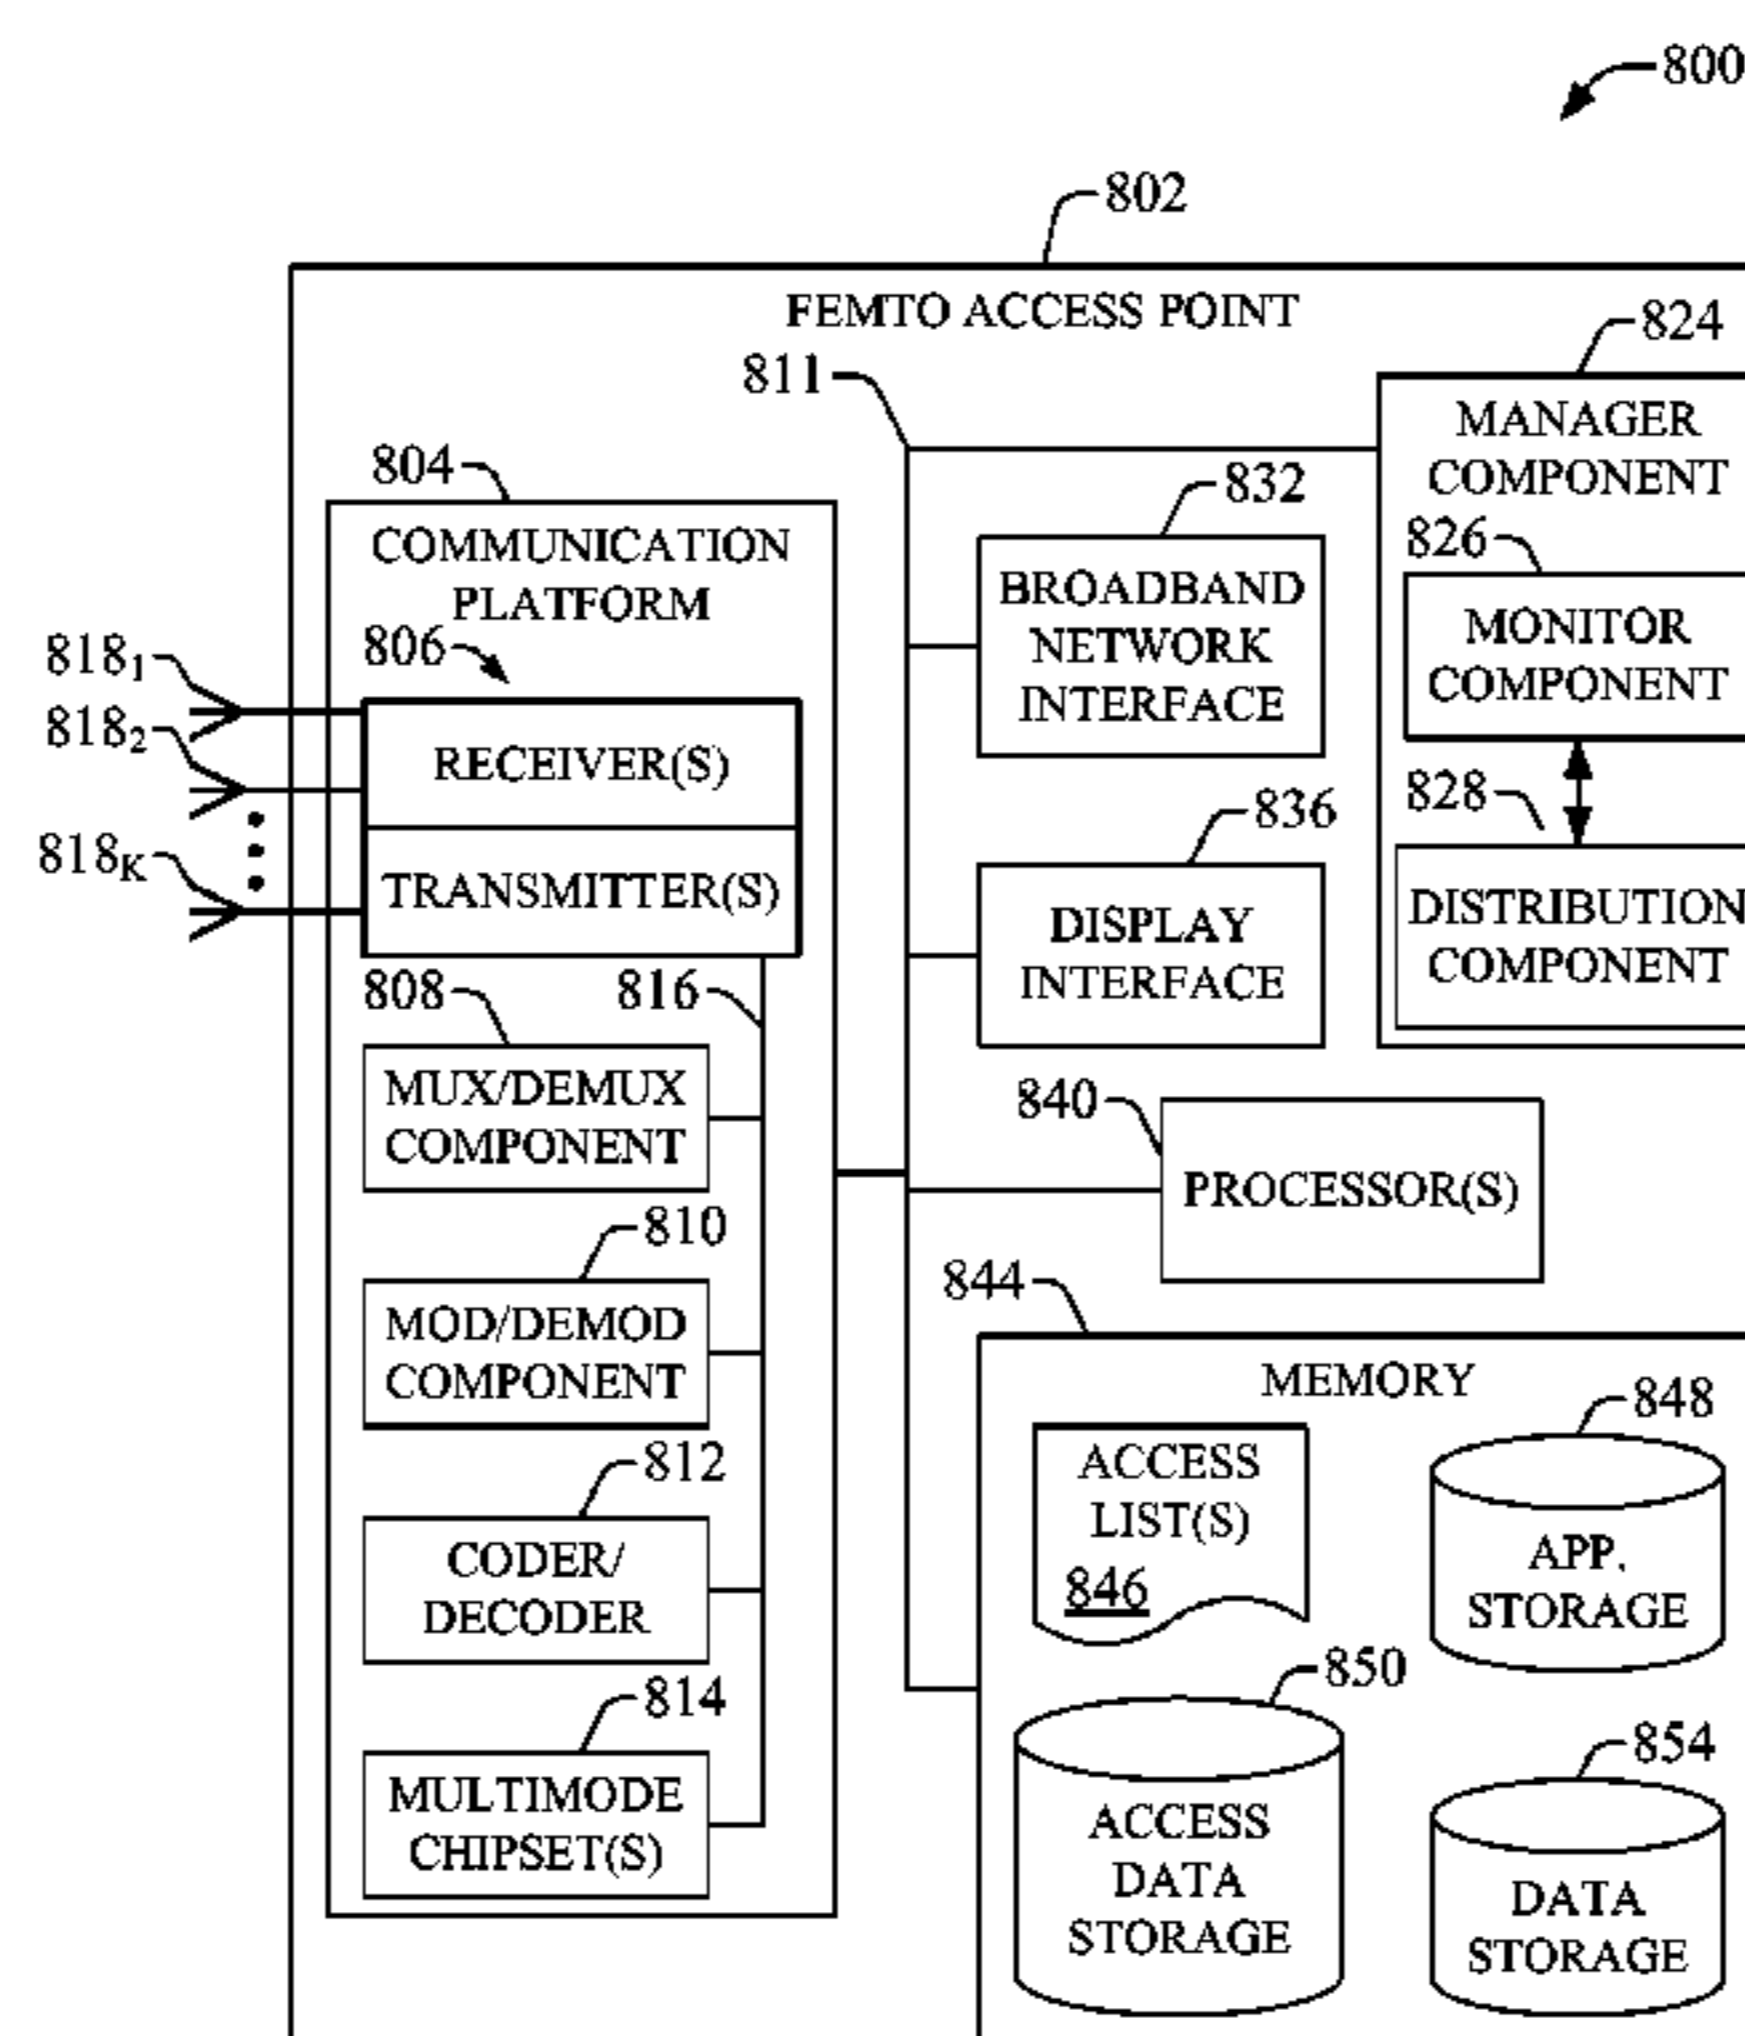 800
802
FEMTO ACCESS POINT
824
811
MANAGER
COMPONENT
804
832
COMMUNICATION
PLATFORM
826
BROADBAND
NETWORK
INTERFACE
MONITOR
COMPONENT
806
818₁
818₂
818K
RECEIVER(S)
TRANSMITTER(S)
828
836
DISPLAY
INTERFACE
DISTRIBUTION
COMPONENT
808
816
MUX/DEMUX
COMPONENT
840
PROCESSOR(S)
810
MOD/DEMOD
COMPONENT
844
MEMORY
848
ACCESS
LIST(S)
846
APP.
STORAGE
812
CODER/
DECODER
850
814
MULTIMODE
CHIPSET(S)
854
ACCESS
DATA
STORAGE
DATA
STORAGE